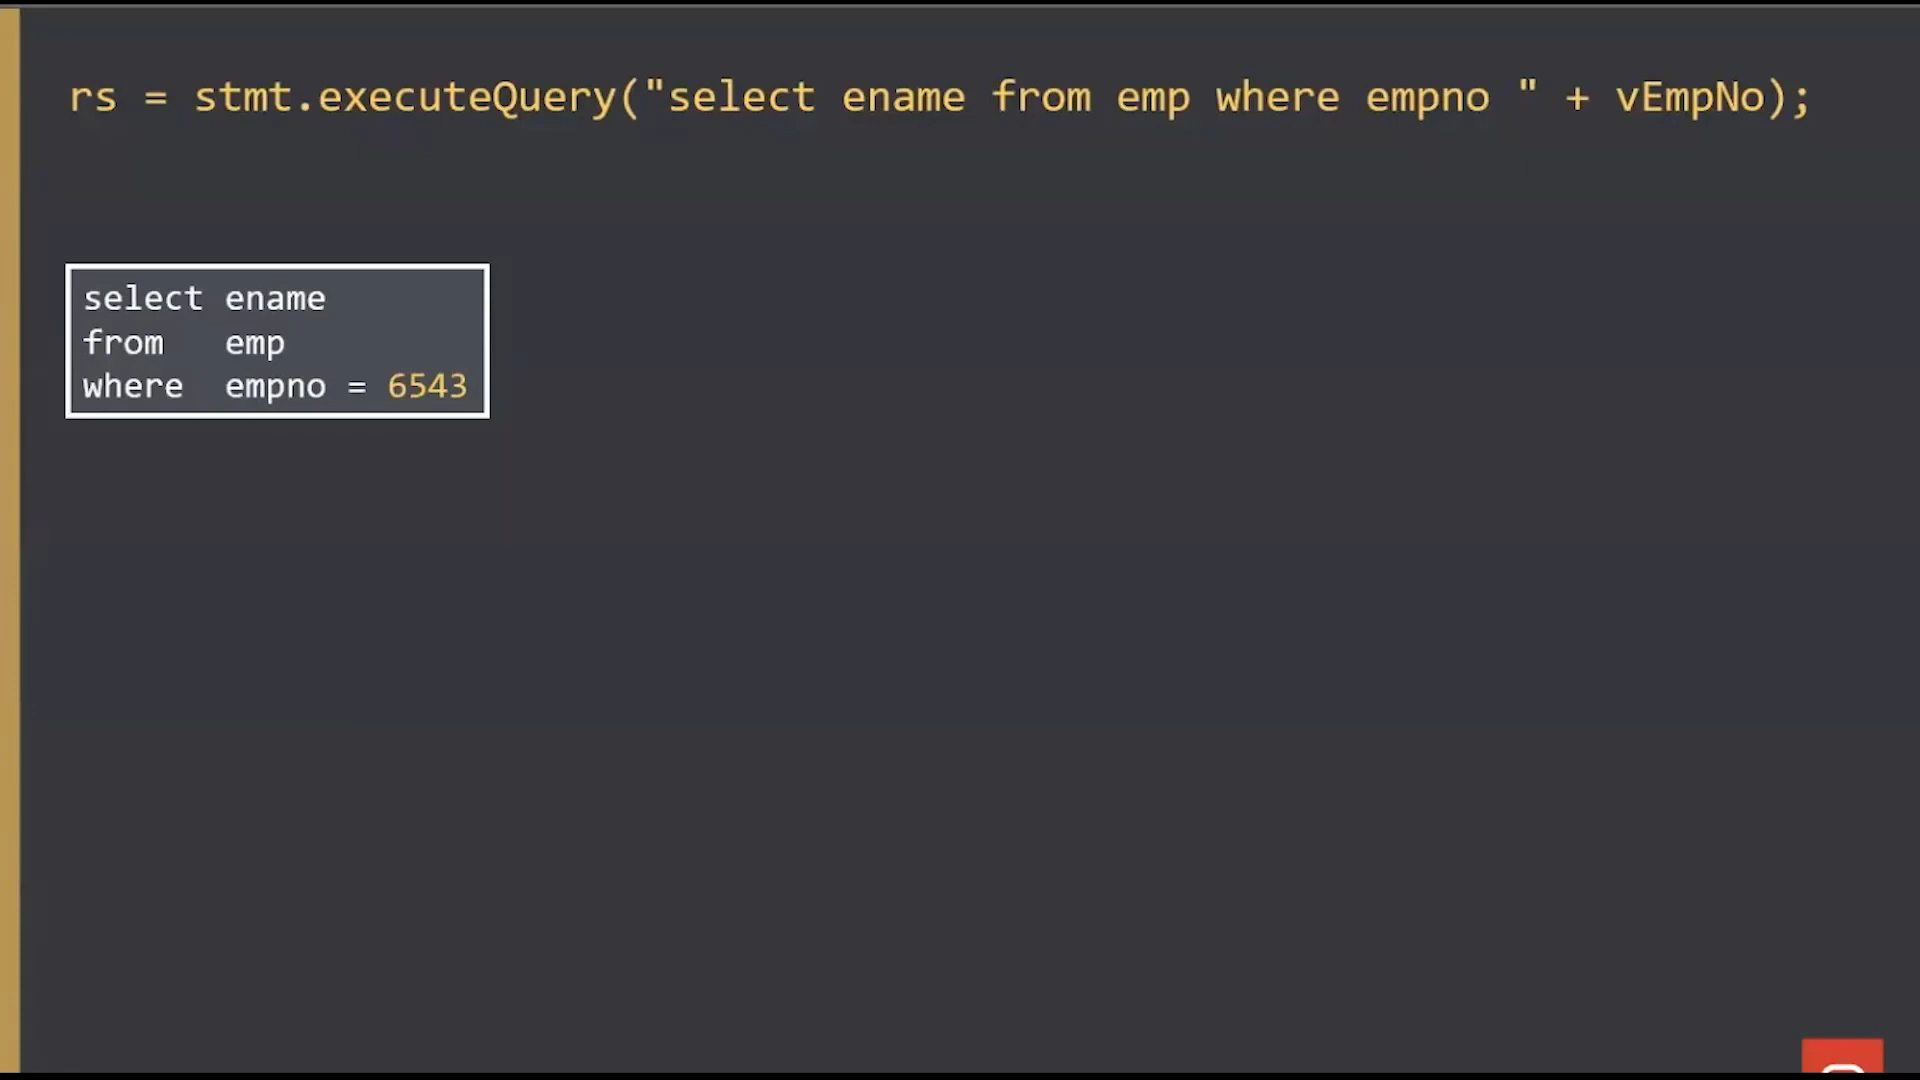 rs = stmt.executeQuery("select ename from emp where empno " + vEmpNo);
select ename
from   emp
where  empno = 6543